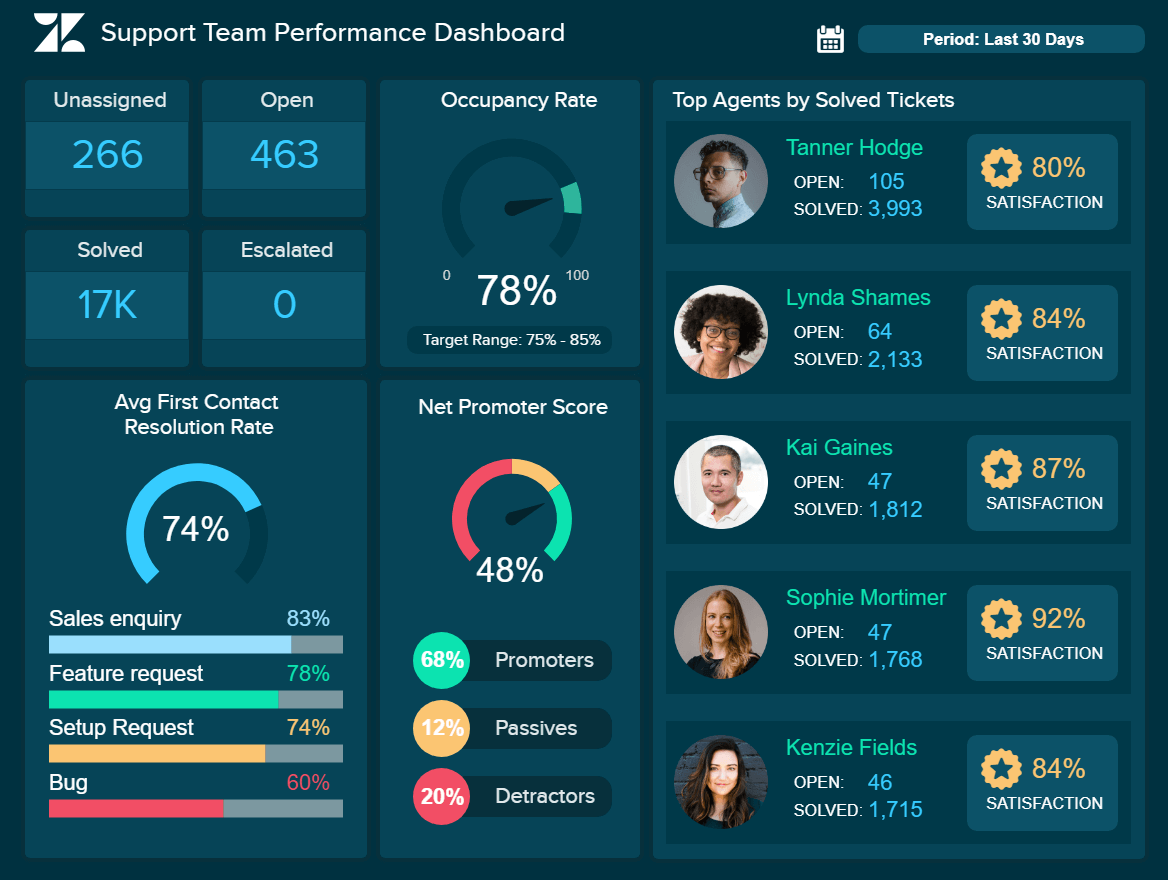 Support Team Performance Dashboard
Period: Last 30 Days
Unassigned
266
Open
463
Solved
17K
Escalated
0
Occupancy Rate
0
100
78%
Target Range: 75% - 85%
Avg First Contact
Resolution Rate
74%
Sales enquiry 83%
Feature request 78%
Setup Request 74%
Bug 60%
Net Promoter Score
48%
68% Promoters
12% Passives
20% Detractors
Top Agents by Solved Tickets
Tanner Hodge
OPEN: 105
SOLVED: 3,993
80%
SATISFACTION
Lynda Shames
OPEN: 64
SOLVED: 2,133
84%
SATISFACTION
Kai Gaines
OPEN: 47
SOLVED: 1,812
87%
SATISFACTION
Sophie Mortimer
OPEN: 47
SOLVED: 1,768
92%
SATISFACTION
Kenzie Fields
OPEN: 46
SOLVED: 1,715
84%
SATISFACTION